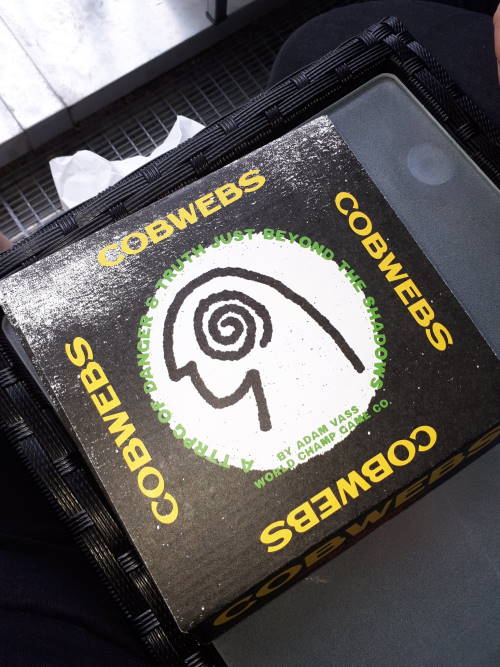 COBWEBS
COBWEBS
COBWEBS
COBWEBS
A TTRPG OF DANGER & TRUTH JUST BEYOND THE SHADOWS
BY ADAM VASS
WORLD CHAMP GAME CO.
COBWEBS